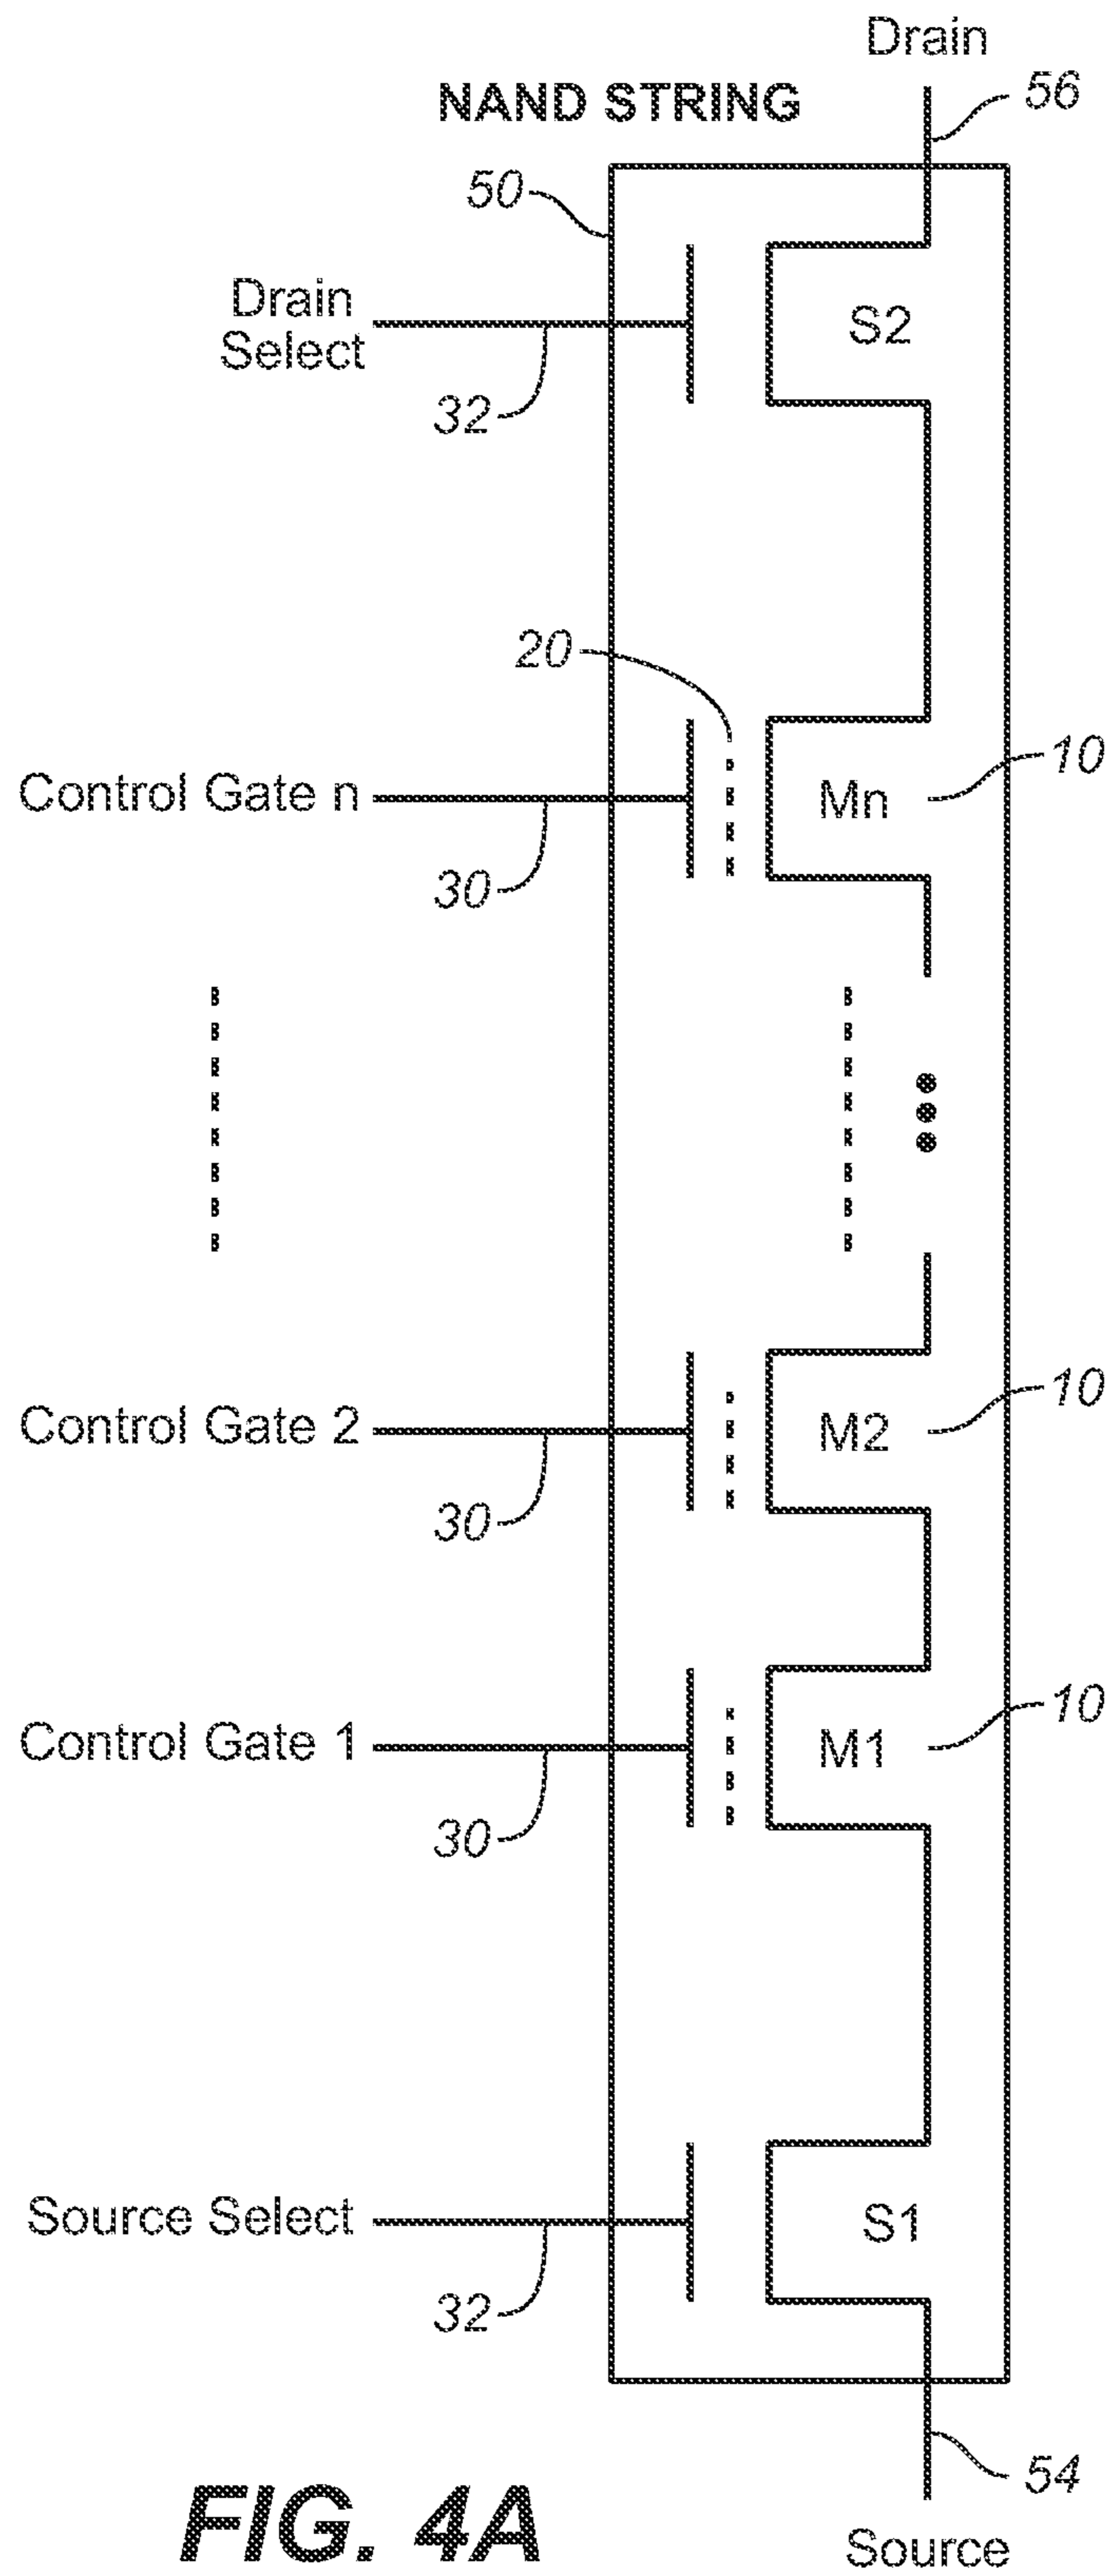 Drain
56
NAND STRING
50
Drain
Select
S2
32
20
10
Control Gate n
Mn
30
10
Control Gate 2
M2
30
10
Control Gate 1
M1
30
Source Select
S1
32
54
FIG. 4A
Source